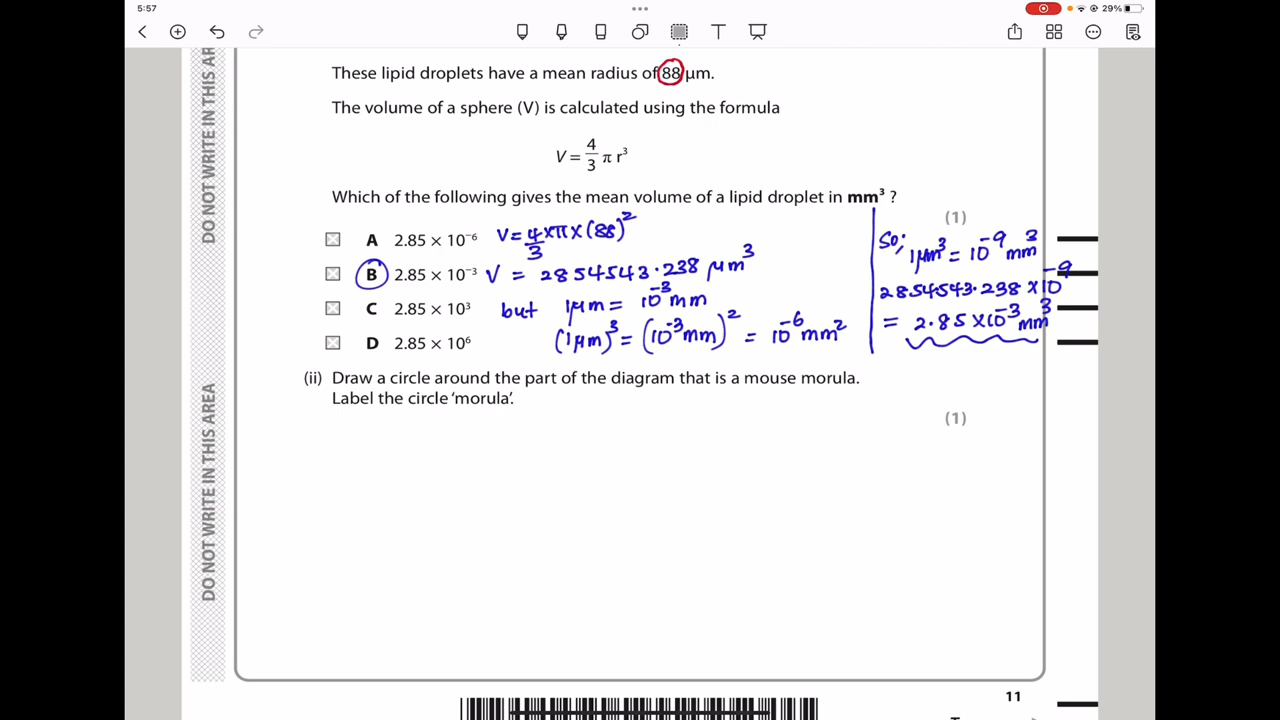 5:57
29%
DO NOT WRITE IN THIS AR
These lipid droplets have a mean radius of 88 μm.
The volume of a sphere (V) is calculated using the formula
V = 4/3 π r³
Which of the following gives the mean volume of a lipid droplet in mm³ ?
(1)
A 2.85 × 10⁻⁶
V = 4/3 × π × (88)²
B 2.85 × 10⁻³
V = 2854543.238 μm³
C 2.85 × 10³
but 1μm = 10⁻³ mm
D 2.85 × 10⁶
(1μm)³ = (10⁻³mm)² = 10⁻⁶ mm²
So; 1μm³ = 10⁻⁹ mm³
2854543.238 × 10⁻⁹
= 2.85 × 10⁻³ mm³
(ii) Draw a circle around the part of the diagram that is a mouse morula.
Label the circle ‘morula’.
(1)
DO NOT WRITE IN THIS AREA
11